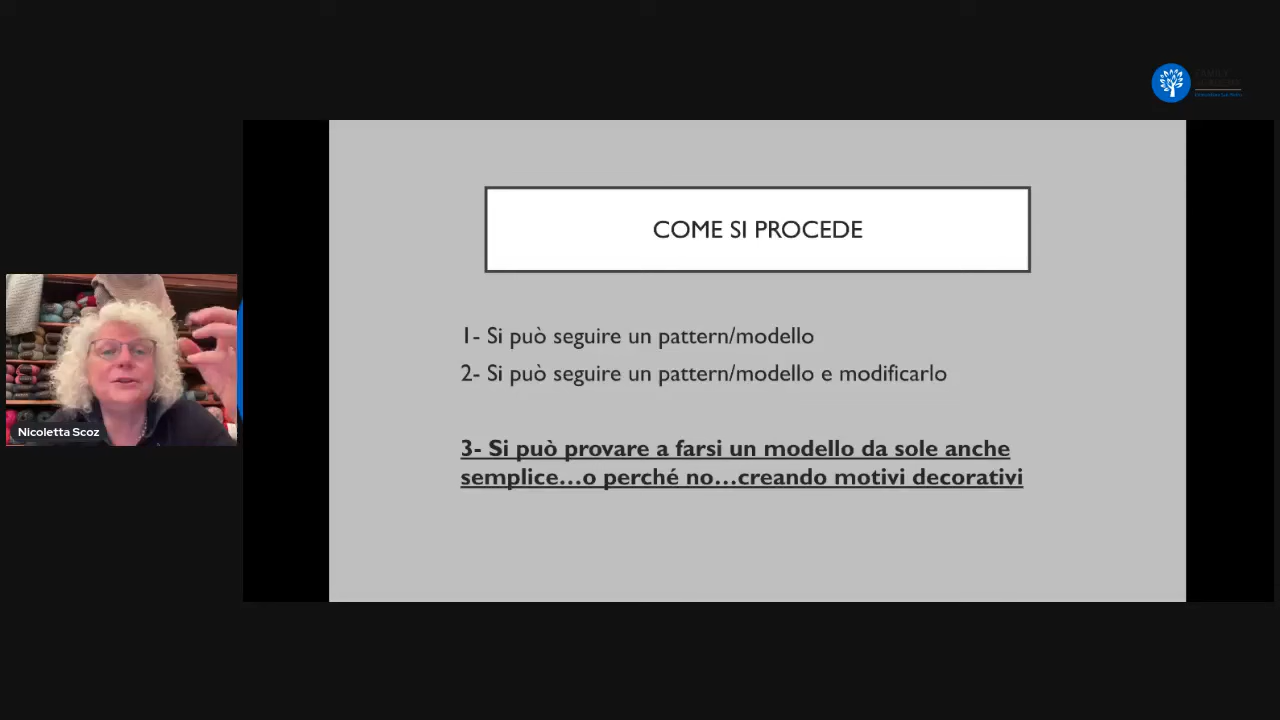 COME SI PROCEDE
1- Si può seguire un pattern/modello
2- Si può seguire un pattern/modello e modificarlo
3- Si può provare a farsi un modello da sole anche
semplice…o perché no…creando motivi decorativi
Nicoletta Scoz